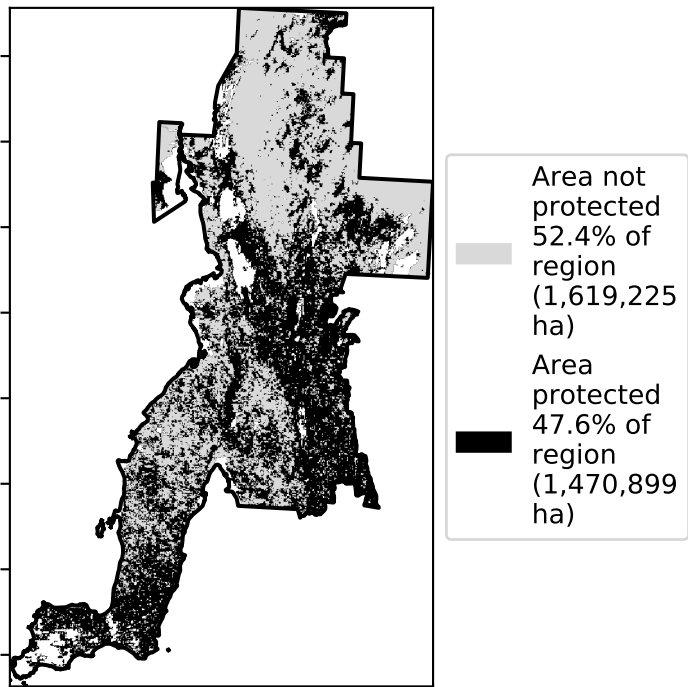 Area not
protected
52.4% of
region
(1,619,225
ha)
Area
protected
47.6% of
region
(1,470,899
ha)